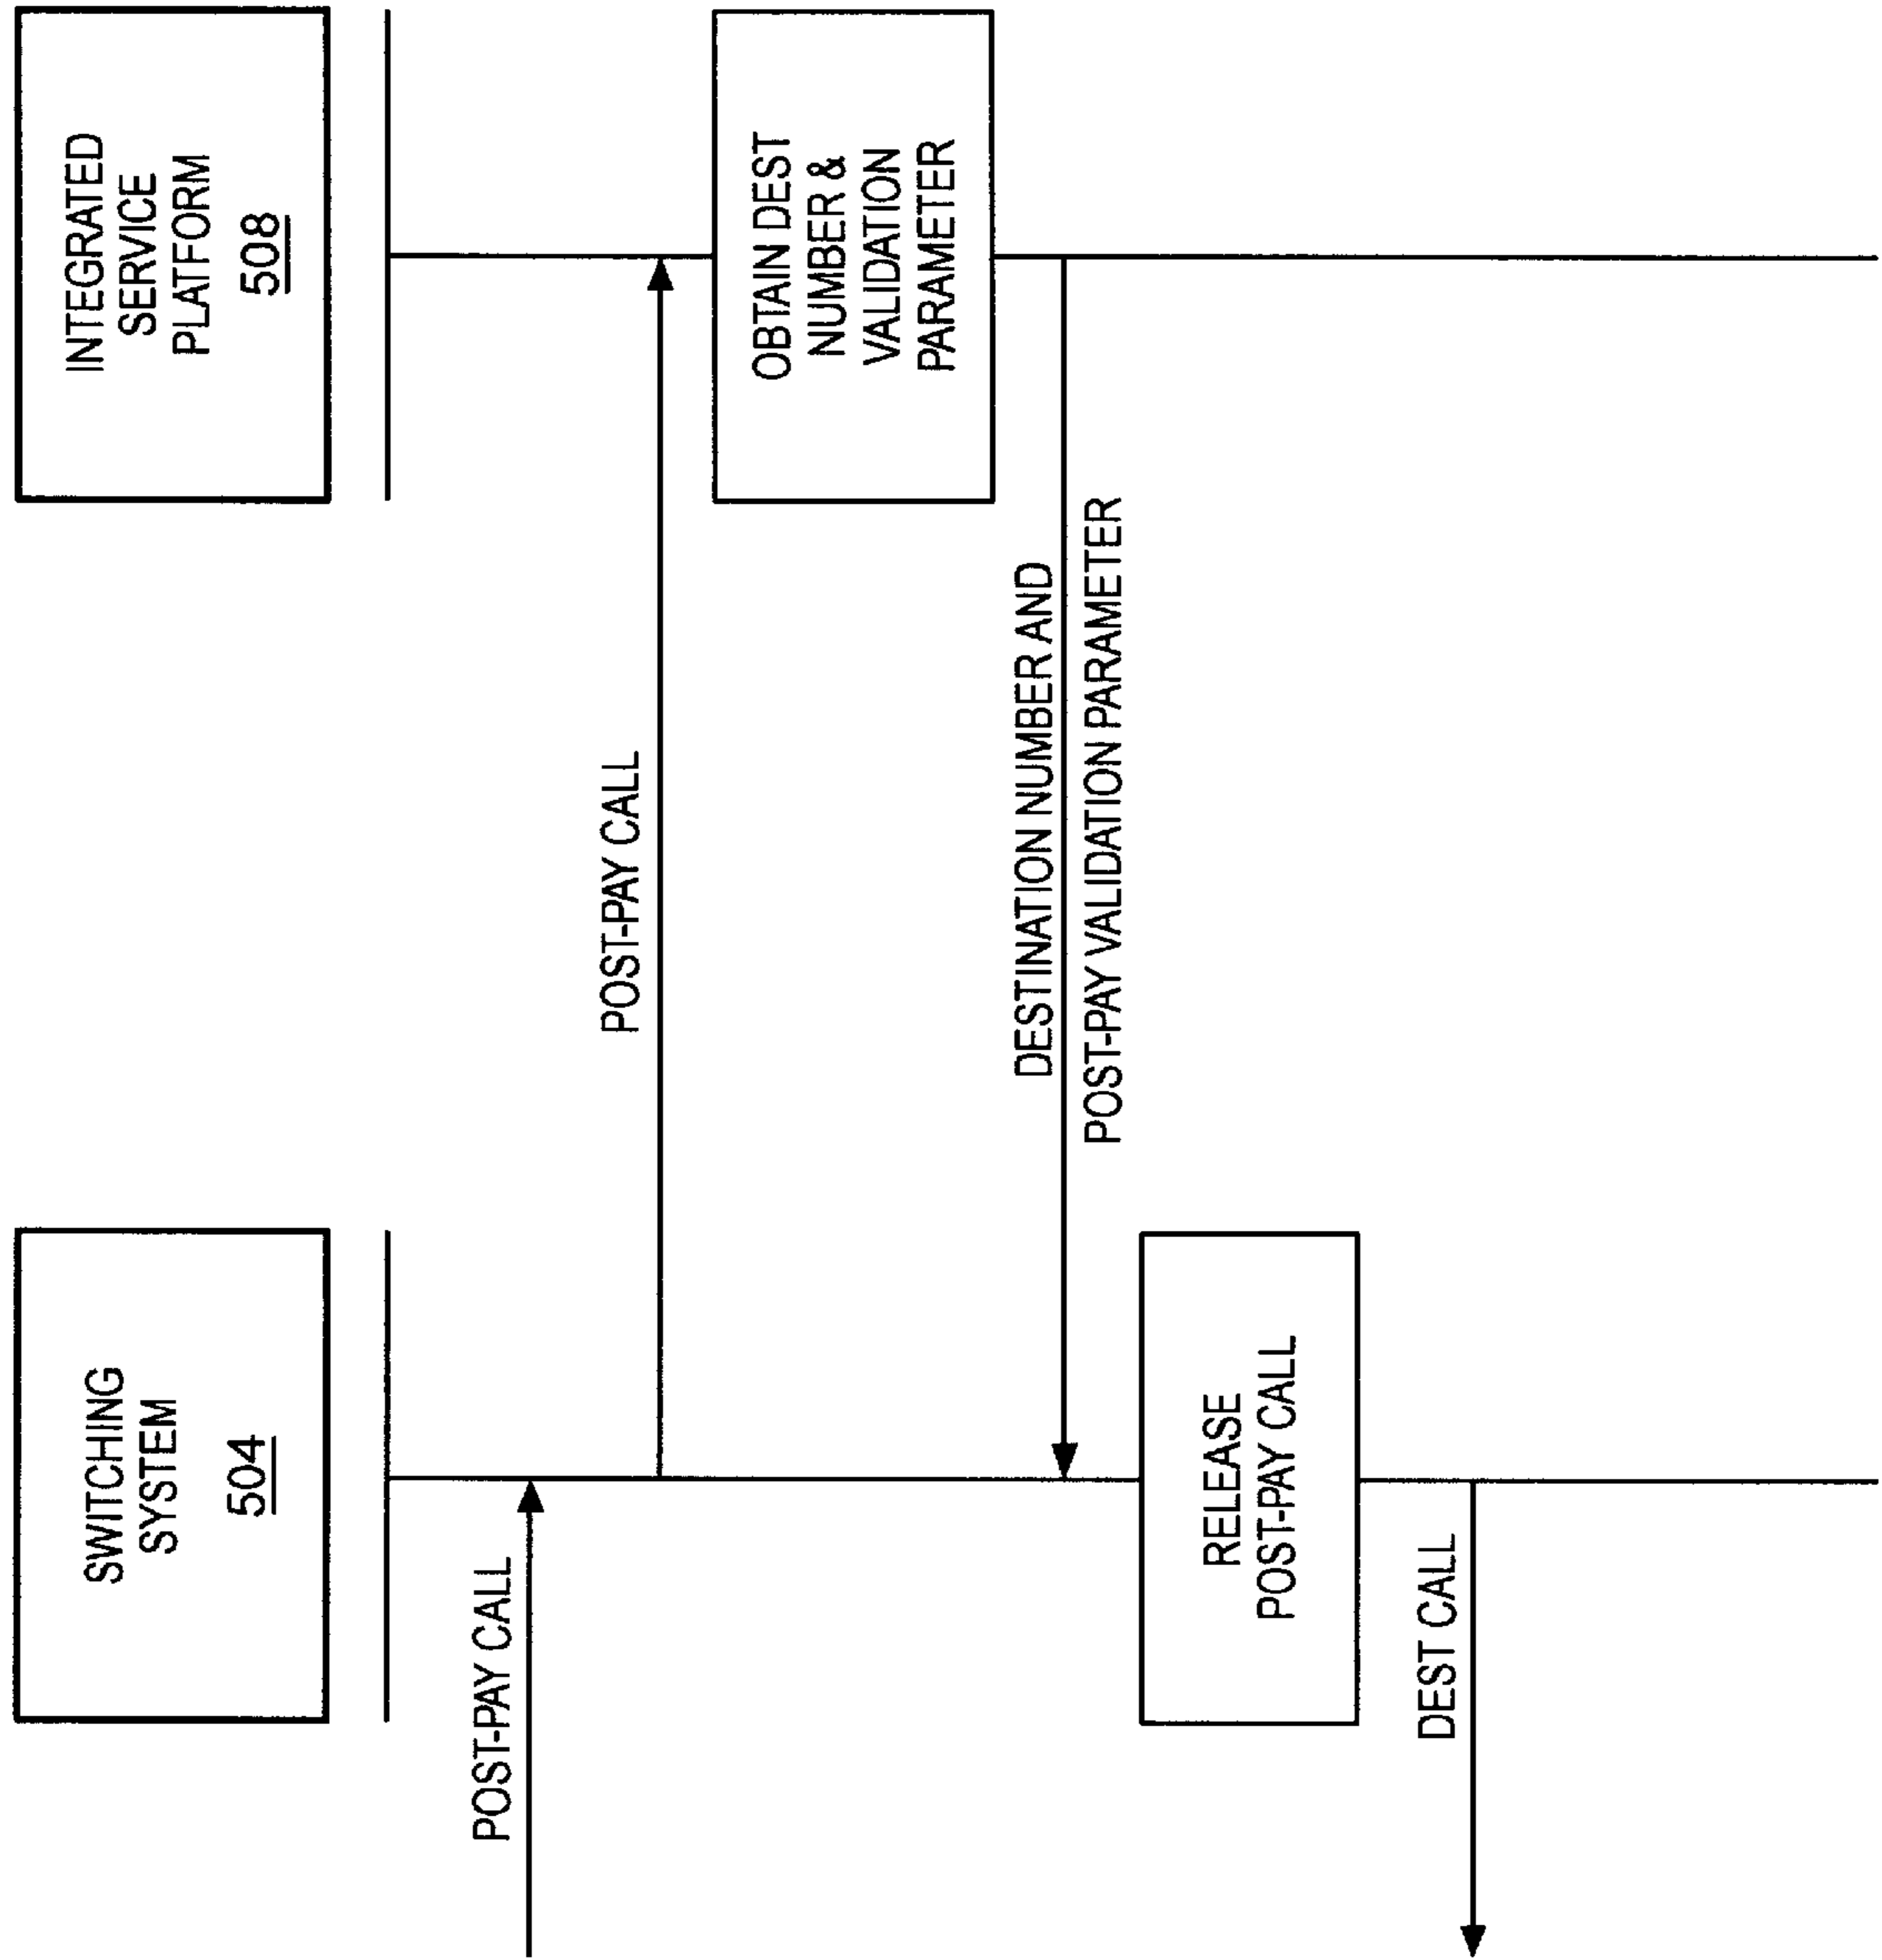 SWITCHING
SYSTEM
504
INTEGRATED
SERVICE
PLATFORM
508
POST-PAY CALL
POST-PAY CALL
OBTAIN DEST
NUMBER &
VALIDATION
PARAMETER
DESTINATION NUMBER AND
POST-PAY VALIDATION PARAMETER
RELEASE
POST-PAY CALL
DEST CALL